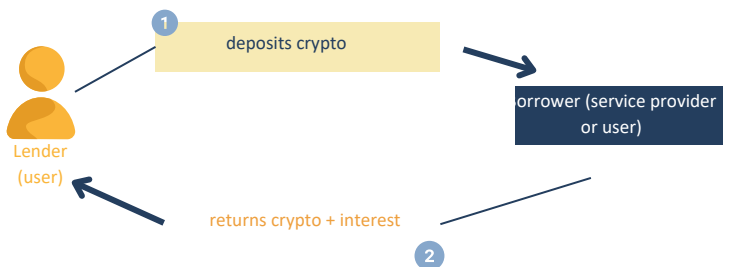 1
deposits crypto
orrower (service provider
or user)
Lender
(user)
returns crypto + interest
2